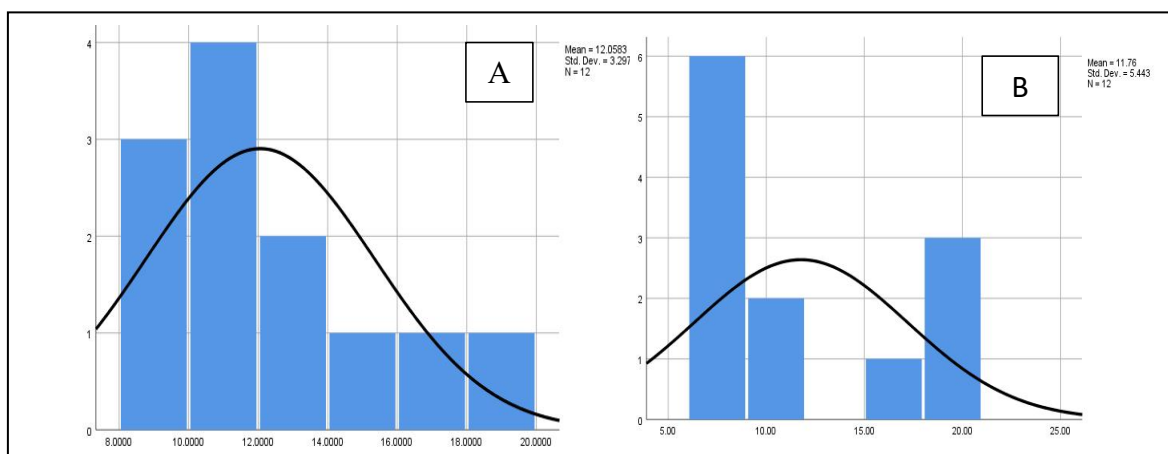 A
Mean = 12.0583
Std. Dev. = 3.297
N = 12
4
3
2
1
0
8.0000 10.0000 12.0000 14.0000 16.0000 18.0000 20.0000
B
Mean = 11.76
Std. Dev. = 5.443
N = 12
6
5
4
3
2
1
0
5.00 10.00 15.00 20.00 25.00